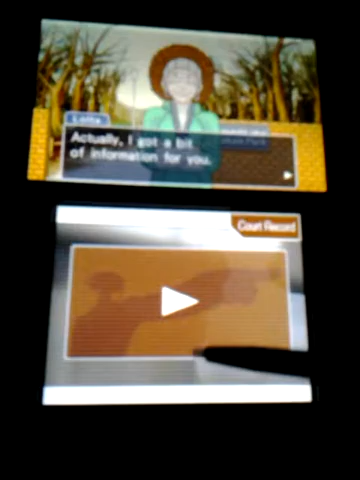 Lotta
Actually, I got a bit
of information for you.
Court Record